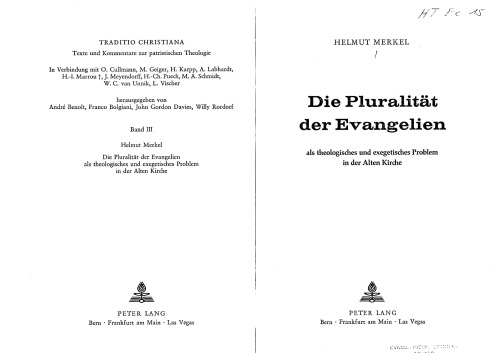 TRADITIO CHRISTIANA
Texte und Kommentare zur patristischen Theologie
In Verbindung mit O. Cullmann, M. Geiger, H. Karpp, A. Labhardt,
H.-I. Marrou †, J. Meyendorff, H.-Ch. Puech, M. A. Schmidt,
W. C. van Unnik, L. Vischer
herausgegeben von
André Benoît, Franco Bolgiani, John Gordon Davies, Willy Rordorf
Band III
Helmut Merkel
Die Pluralität der Evangelien
als theologisches und exegetisches Problem
in der Alten Kirche
PETER LANG
Bern · Frankfurt am Main · Las Vegas
HT Fc 15
HELMUT MERKEL
Die Pluralität
der Evangelien
als theologisches und exegetisches Problem
in der Alten Kirche
PETER LANG
Bern · Frankfurt am Main · Las Vegas